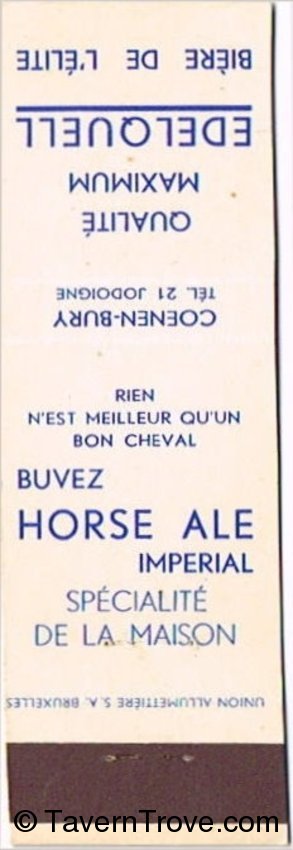 BIÈRE DE L'ÉLITE
EDELQUELL
MAXIMUM
QUALITÉ
TÉL. 21 JODOIGNE
COENEN-BURY
RIEN
N'EST MEILLEUR QU'UN
BON CHEVAL
BUVEZ
HORSE ALE
IMPERIAL
SPÉCIALITÉ
DE LA MAISON
UNION ALLUMETTIÈRE S. A. BRUXELLES
© TavernTrove.com